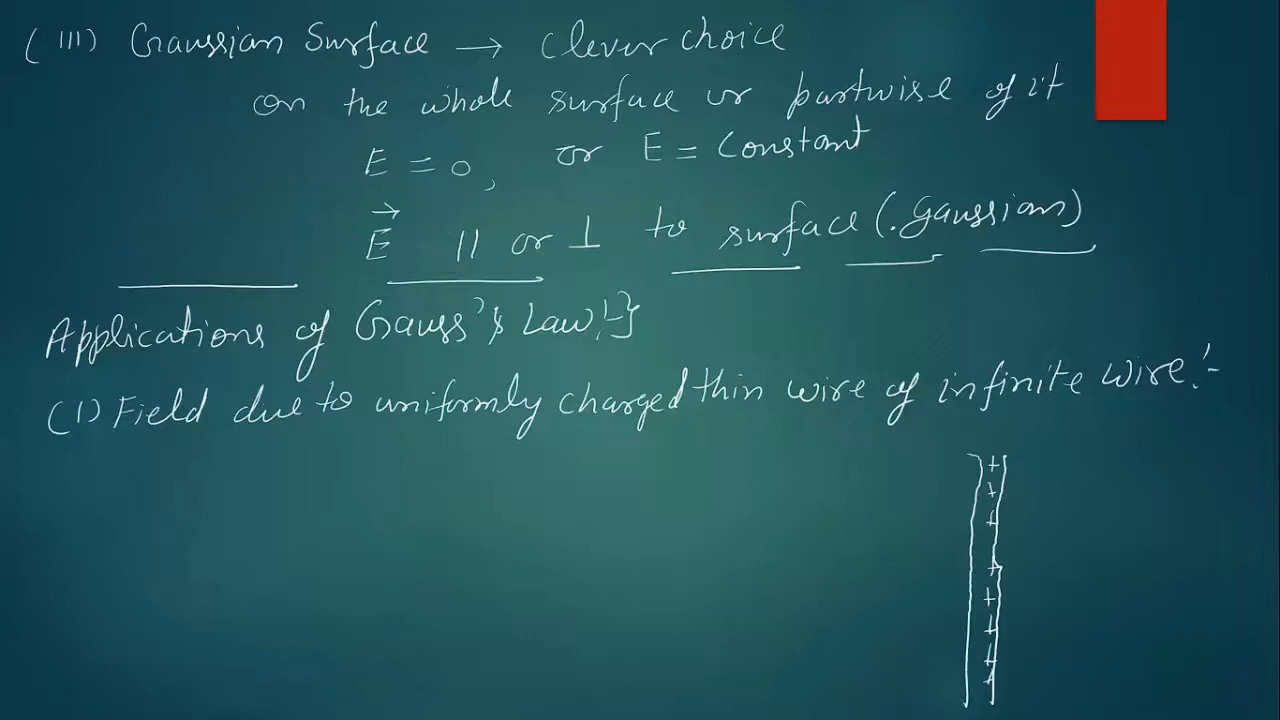 (III) Gaussian Surface → Clever choice
on the whole surface or partwise of it
E = 0, or E = Constant
E⃗ || or ⊥ to surface (Gaussian)
Applications of Gauss's Law:-}
(1) Field due to uniformly charged thin wire of infinite wire:-
+
+
+
+
+
+
+
+